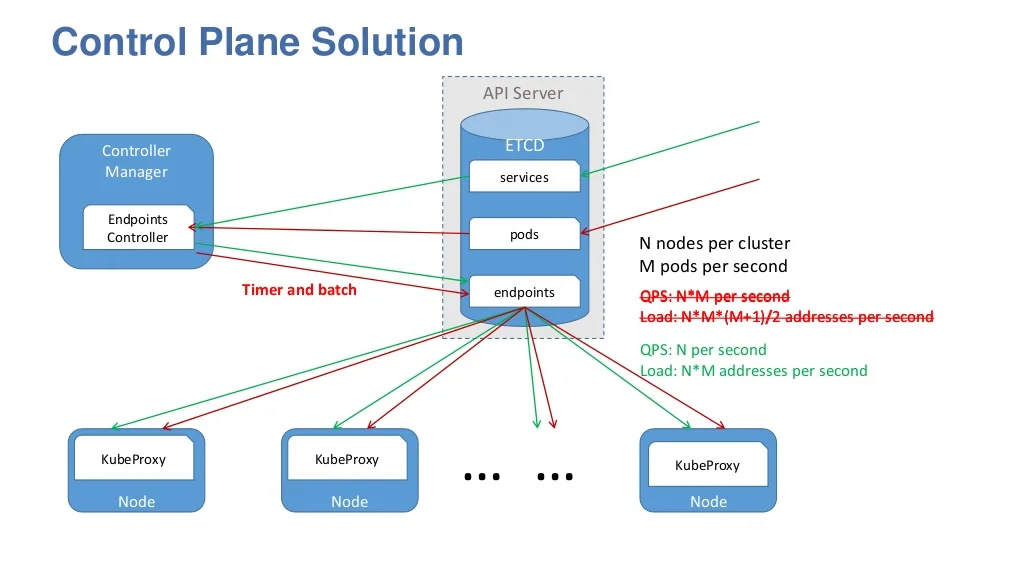 Control Plane Solution
API Server
ETCD
services
pods
endpoints
Controller
Manager
Endpoints
Controller
Timer and batch
N nodes per cluster
M pods per second
QPS: N*M per second
Load: N*M*(M+1)/2 addresses per second
QPS: N per second
Load: N*M addresses per second
KubeProxy
Node
KubeProxy
Node
... ...
KubeProxy
Node